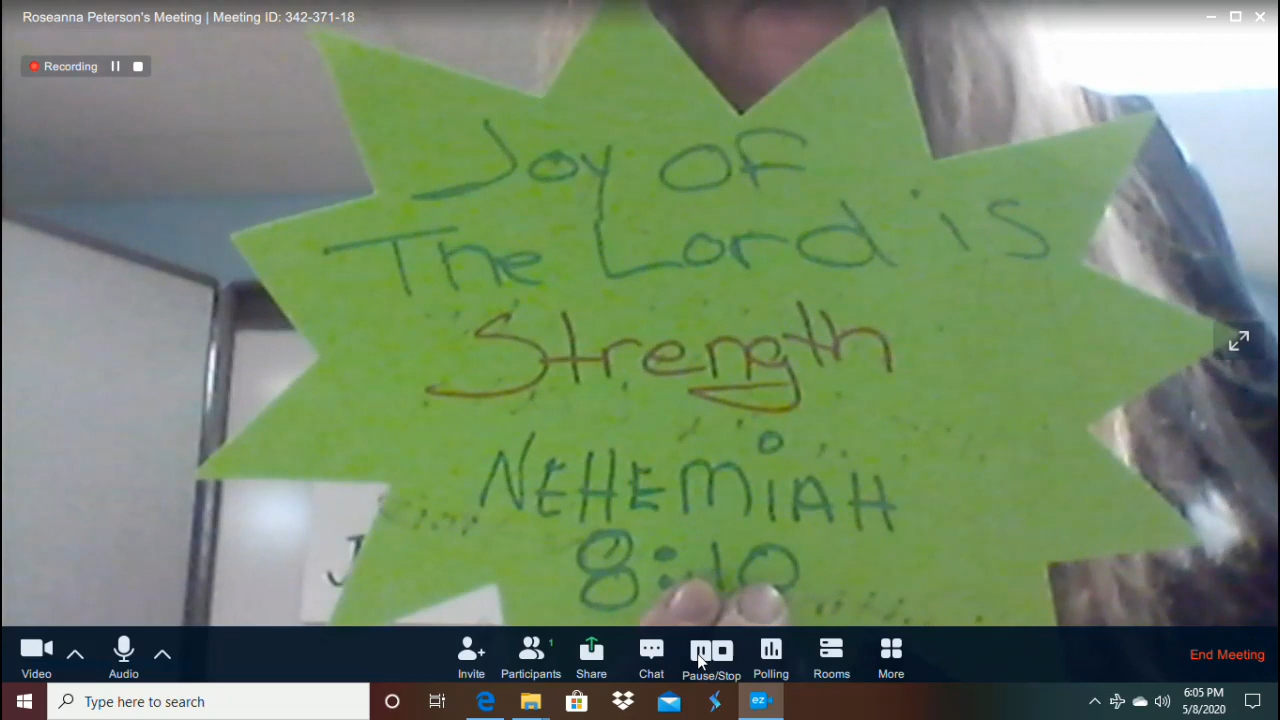 Roseanna Peterson's Meeting | Meeting ID: 342-371-18
Recording
Joy OF
The Lord is
Strength
NEHEMiAH
8:10
J
Video
Audio
Invite
Participants
1
Share
Chat
Pause/Stop
Polling
Rooms
More
End Meeting
Type here to search
ez
6:05 PM
5/8/2020